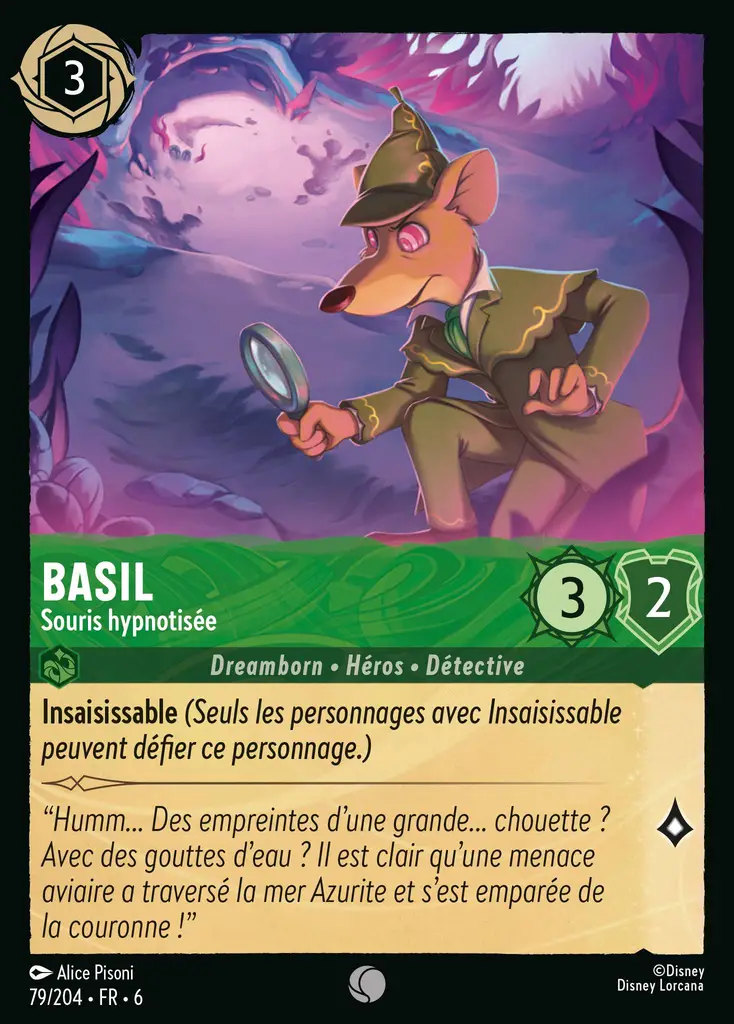 3
BASIL
Souris hypnotisée
3
2
Dreamborn • Héros • Détective
Insaisissable (Seuls les personnages avec Insaisissable
peuvent défier ce personnage.)
“Humm... Des empreintes d’une grande... chouette ?
Avec des gouttes d’eau ? Il est clair qu’une menace
aviaire a traversé la mer Azurite et s’est emparée de
la couronne !”
Alice Pisoni
79/204 • FR • 6
©Disney
Disney Lorcana